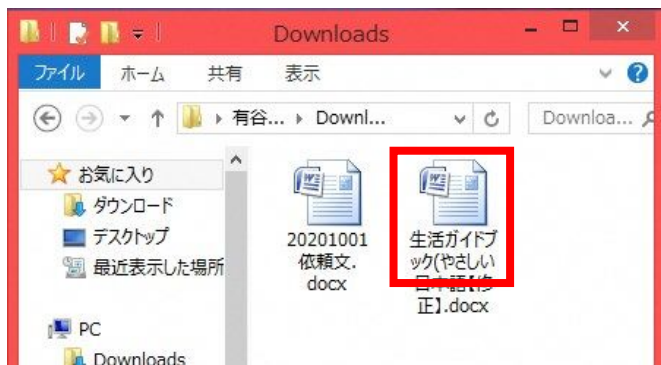 Downloads
ファイル ホーム 共有 表示
有谷... Downl... Downloa...
お気に入り
ダウンロード
デスクトップ
最近表示した場所
PC
Downloads
20201001
依頼文.
docx
生活ガイドブ
ック(やさしい
日本語【修
正】.docx